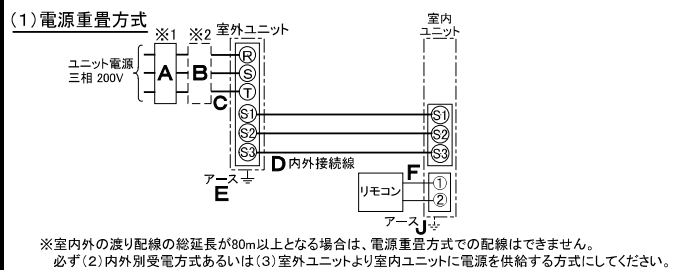 (1)電源重畳方式
※1 ※2 室外ユニット
室内
ユニット
ユニット電源
三相 200V
A
B
C
R
S
T
S1
S2
S3
S1
S2
S3
D 内外接続線
アース
E
リモコン
F
①
②
アース J
※室内外の渡り配線の総延長が80m以上となる場合は、電源重畳方式での配線はできません。
必ず(2)内外別受電方式あるいは(3)室外ユニットより室内ユニットに電源を供給する方式にしてください。